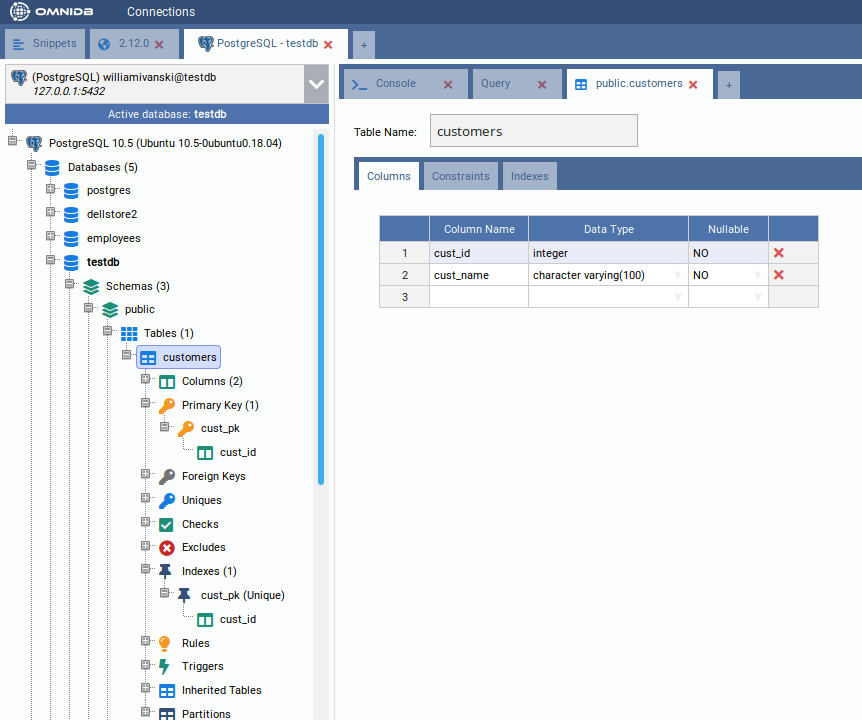 OMNIDB Connections
Snippets 2.12.0 PostgreSQL - testdb +
(PostgreSQL) williamivanski@testdb
127.0.0.1:5432
Active database: testdb
PostgreSQL 10.5 (Ubuntu 10.5-0ubuntu0.18.04)
Databases (5)
postgres
dellstore2
employees
testdb
Schemas (3)
public
Tables (1)
customers
Columns (2)
Primary Key (1)
cust_pk
cust_id
Foreign Keys
Uniques
Checks
Excludes
Indexes (1)
cust_pk (Unique)
cust_id
Rules
Triggers
Inherited Tables
Partitions
Console Query public.customers +
Table Name: customers
Columns Constraints Indexes
Column Name Data Type Nullable
1 cust_id integer NO
2 cust_name character varying(100) NO
3